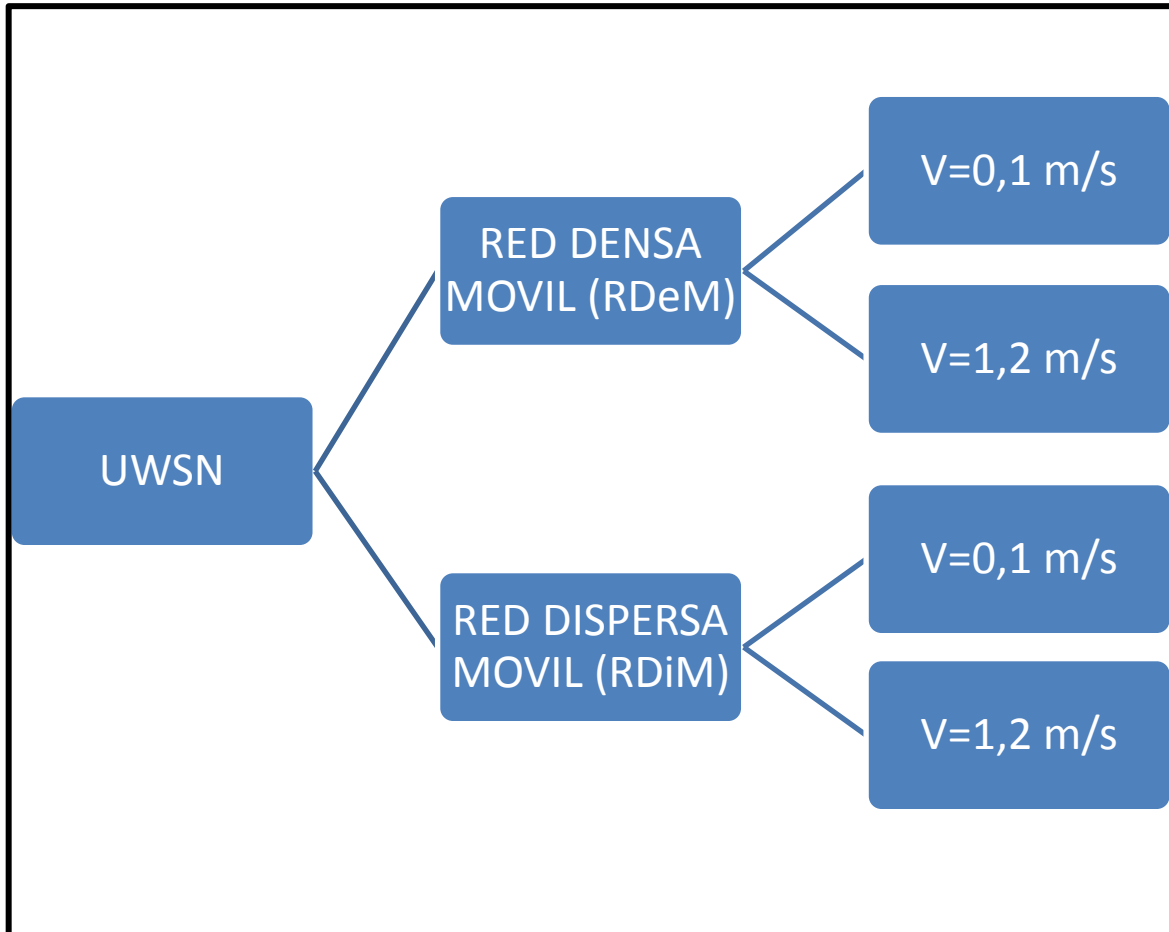 UWSN
RED DENSA
MOVIL (RDeM)
V=0,1 m/s
V=1,2 m/s
RED DISPERSA
MOVIL (RDiM)
V=0,1 m/s
V=1,2 m/s